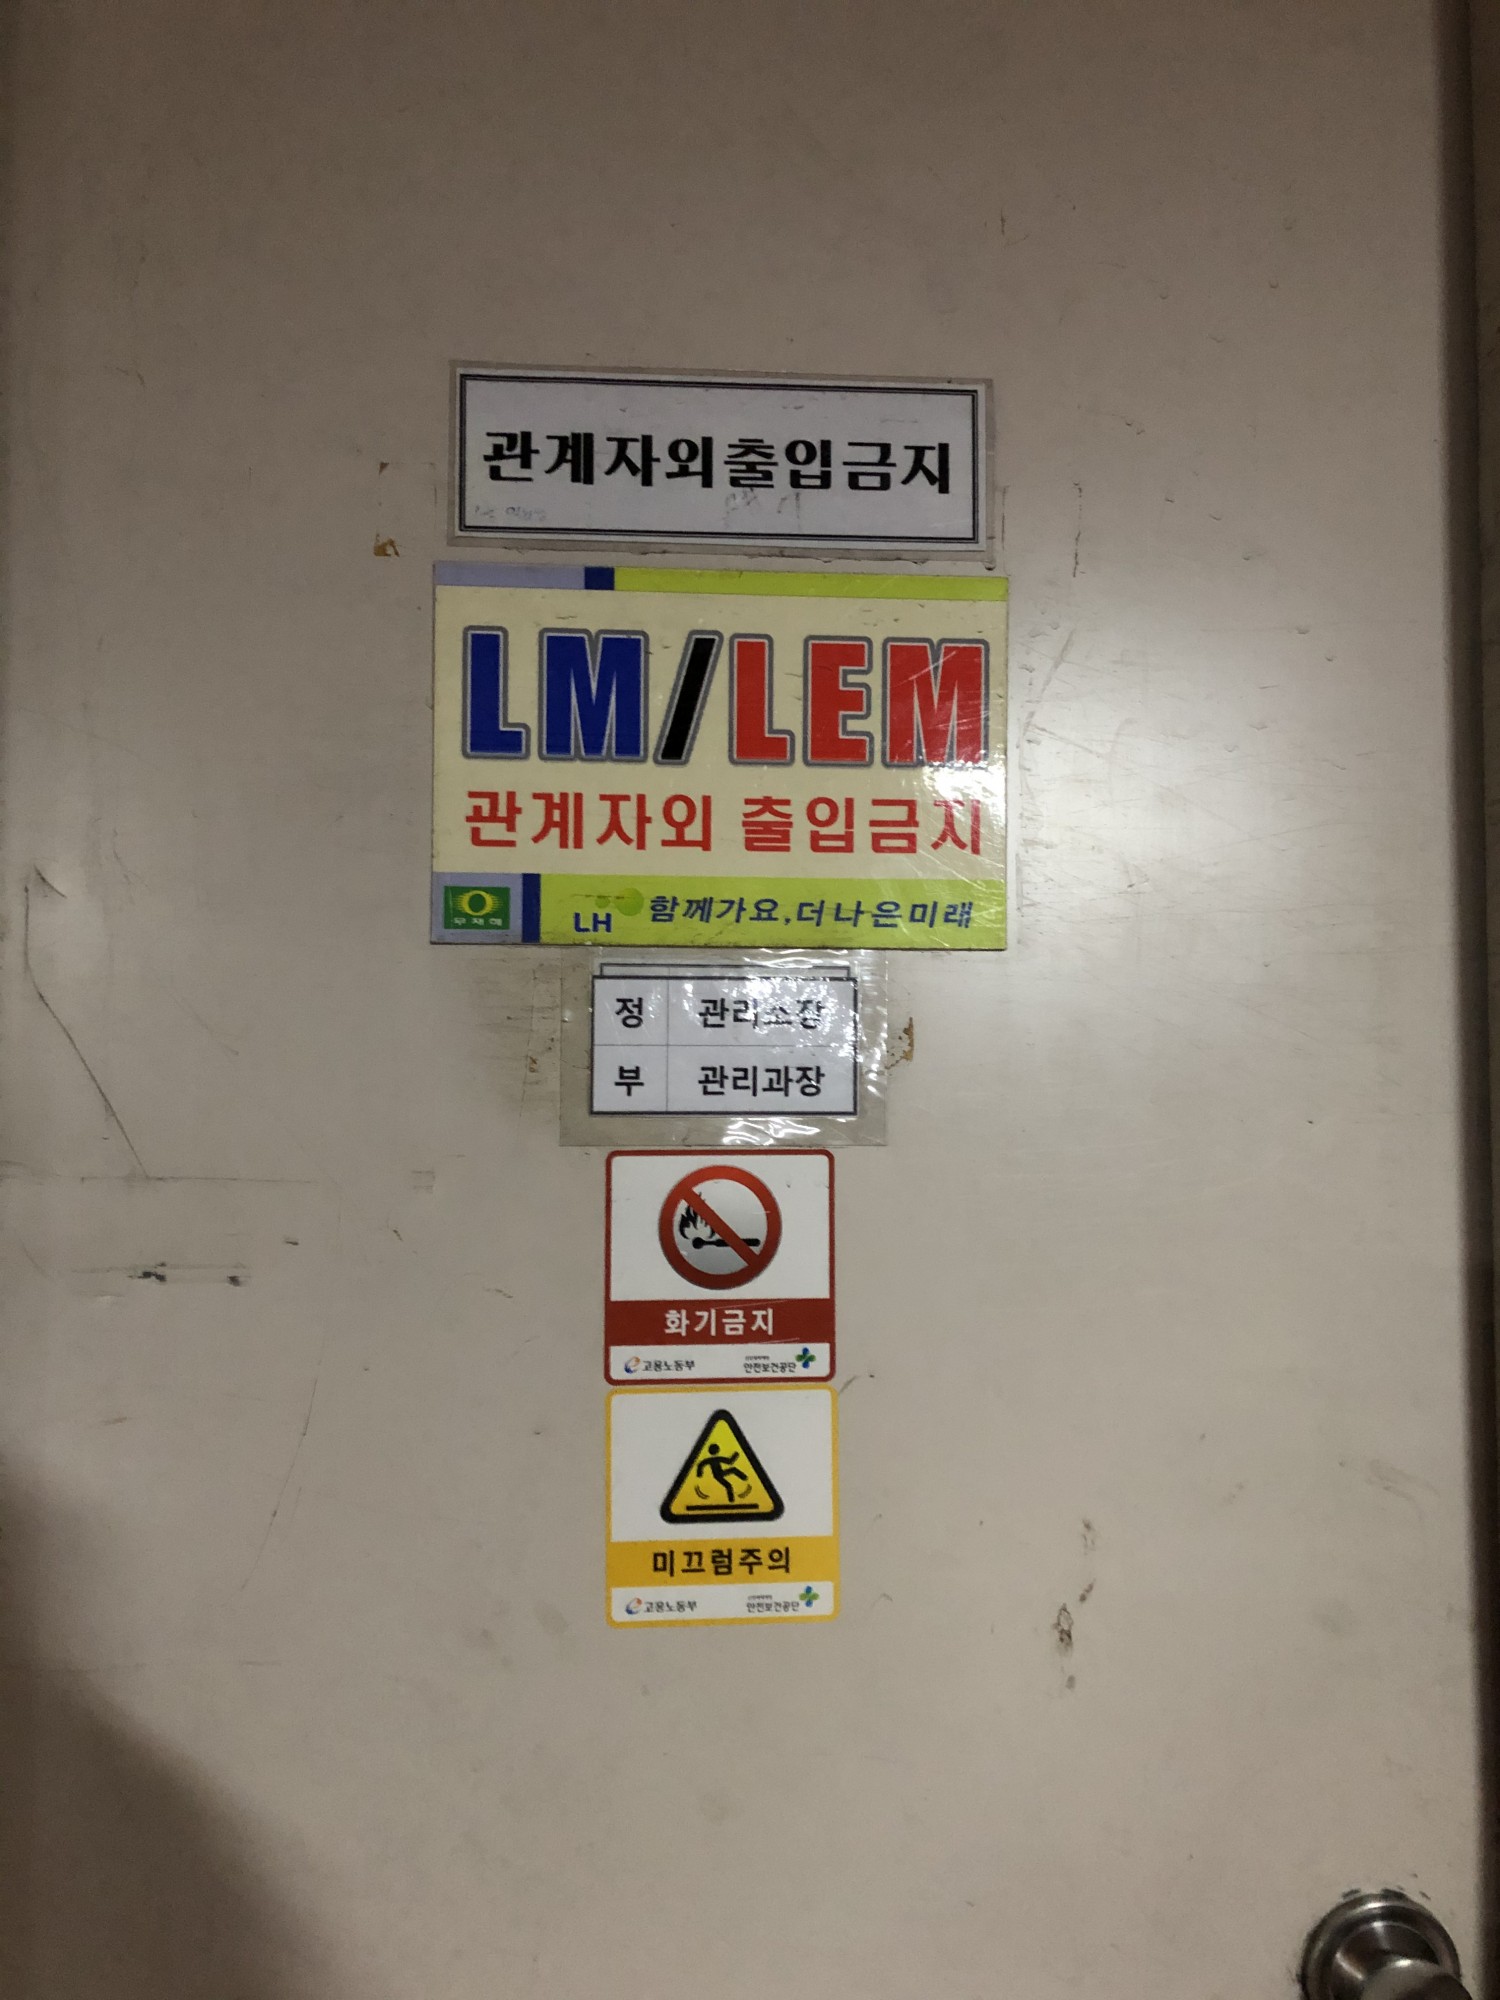 관계자외출입금지
LM/LEM
관계자외 출입금지
무재해
LH 함께가요,더나은미래
정 관리소장
부 관리과장
화기금지
고용노동부 안전보건공단
미끄럼주의
고용노동부 안전보건공단